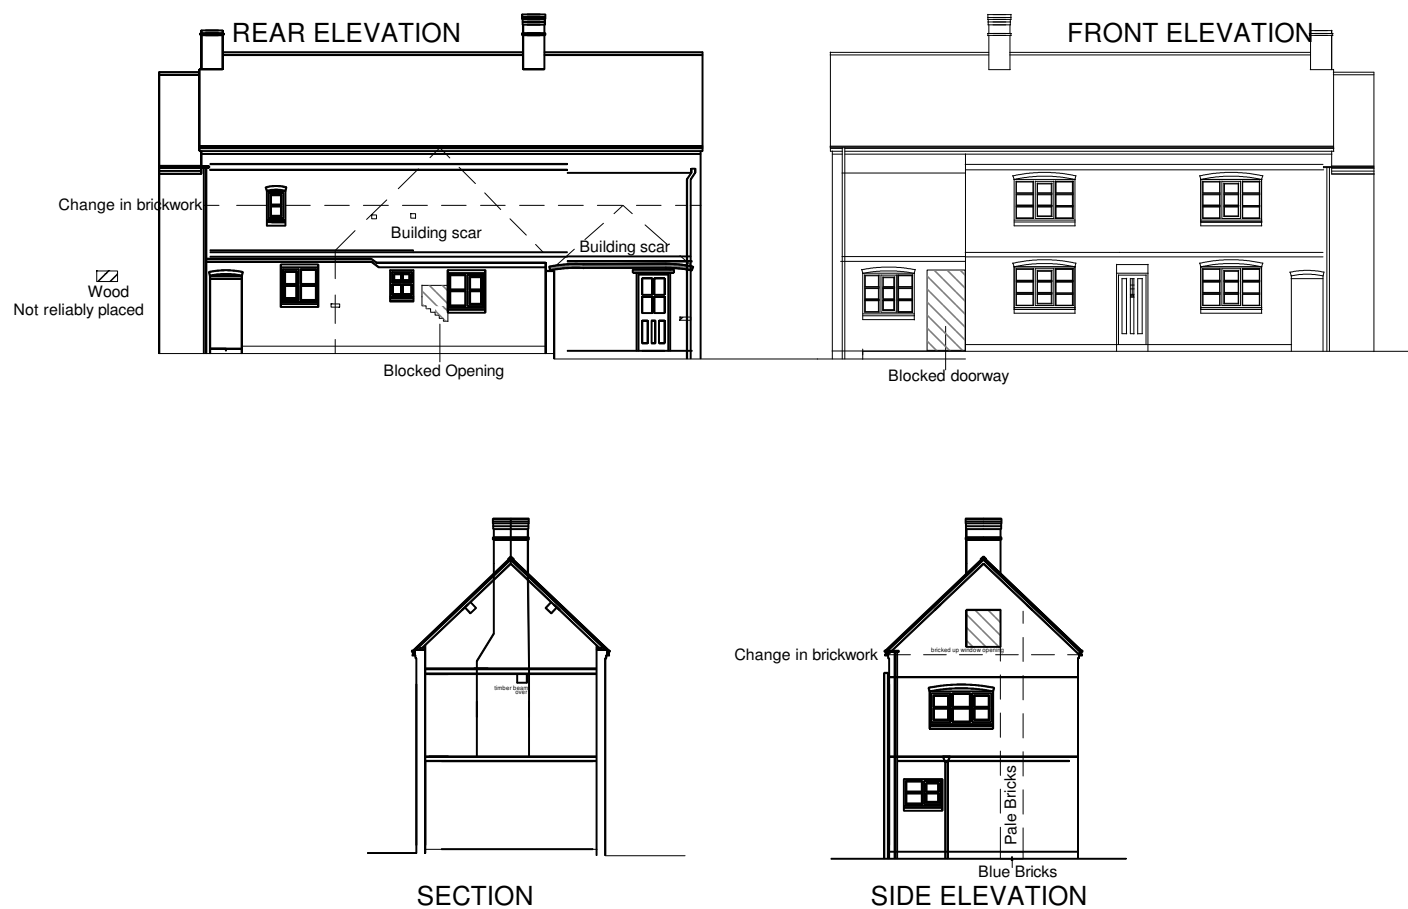 REAR ELEVATION
FRONT ELEVATION
Change in brickwork
Building scar
Building scar
Wood
Not reliably placed
Blocked Opening
Blocked doorway
Change in brickwork
bricked up window opening
timber beam
over
Pale Bricks
Blue Bricks
SECTION
SIDE ELEVATION